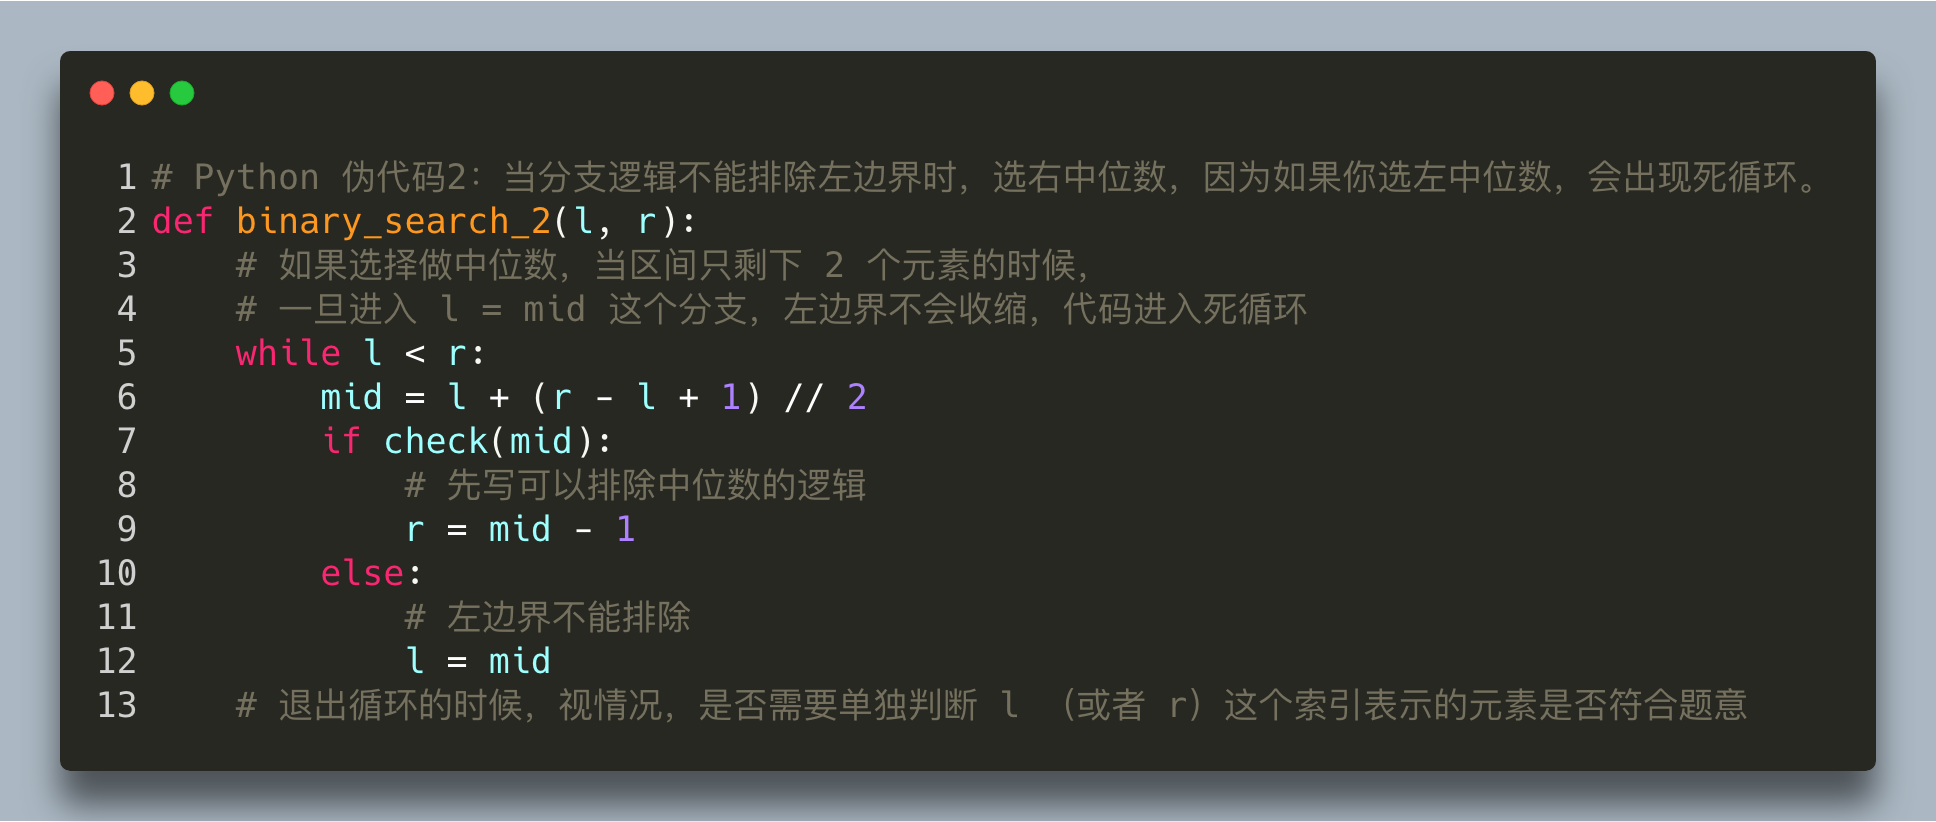 1 # Python 伪代码2：当分支逻辑不能排除左边界时，选右中位数，因为如果你选左中位数，会出现死循环。
2 def binary_search_2(l, r):
3     # 如果选择做中位数，当区间只剩下 2 个元素的时候，
4     # 一旦进入 l = mid 这个分支，左边界不会收缩，代码进入死循环
5     while l < r:
6         mid = l + (r - l + 1) // 2
7         if check(mid):
8             # 先写可以排除中位数的逻辑
9             r = mid - 1
10         else:
11             # 左边界不能排除
12             l = mid
13     # 退出循环的时候，视情况，是否需要单独判断 l （或者 r）这个索引表示的元素是否符合题意